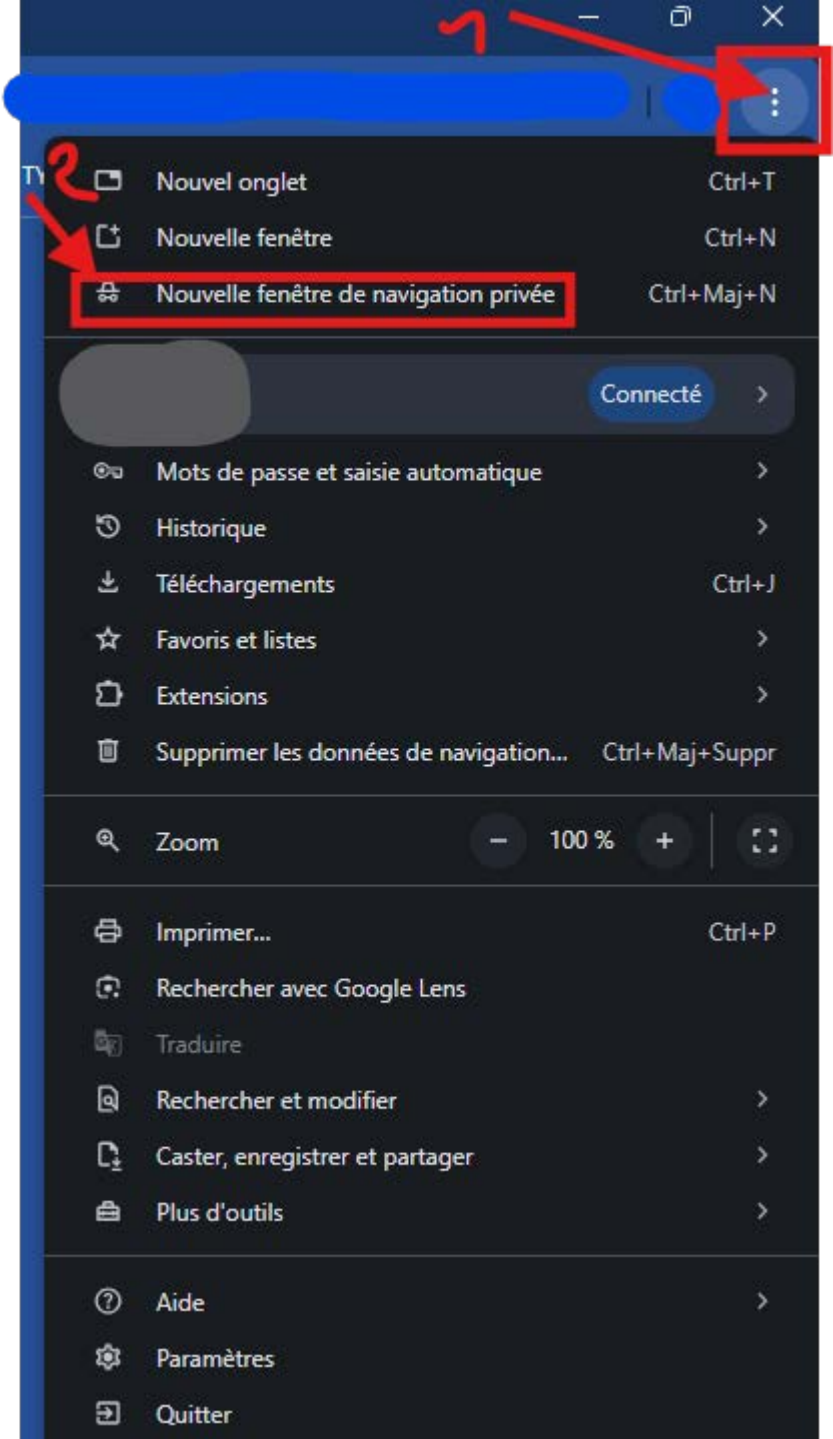 1
TY
2
Nouvel onglet Ctrl+T
Nouvelle fenêtre Ctrl+N
Nouvelle fenêtre de navigation privée Ctrl+Maj+N
Connecté
Mots de passe et saisie automatique
Historique
Téléchargements Ctrl+J
Favoris et listes
Extensions
Supprimer les données de navigation... Ctrl+Maj+Suppr
Zoom - 100 % +
Imprimer... Ctrl+P
Rechercher avec Google Lens
Traduire
Rechercher et modifier
Caster, enregistrer et partager
Plus d'outils
Aide
Paramètres
Quitter